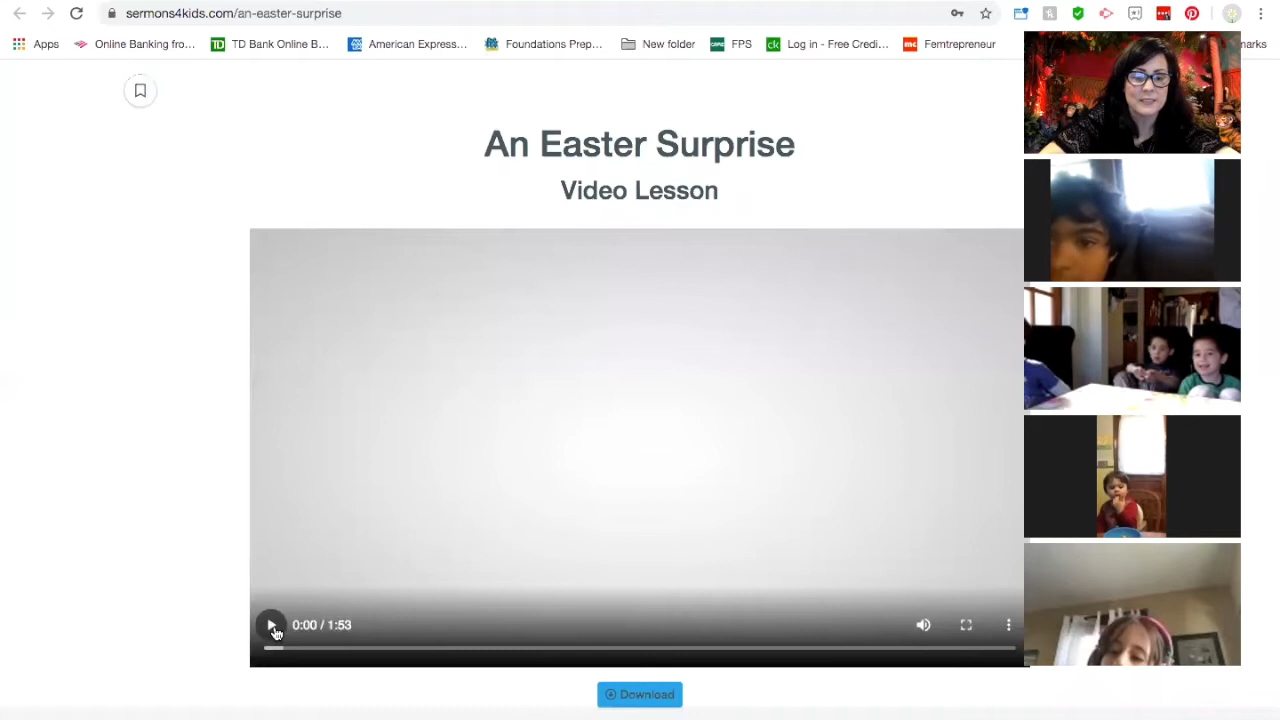 sermons4kids.com/an-easter-surprise
Apps Online Banking fro... TD Bank Online B... American Express... Foundations Prep... New folder FPS Log in - Free Credi... Femtrepreneur
An Easter Surprise
Video Lesson
0:00 / 1:53
Download